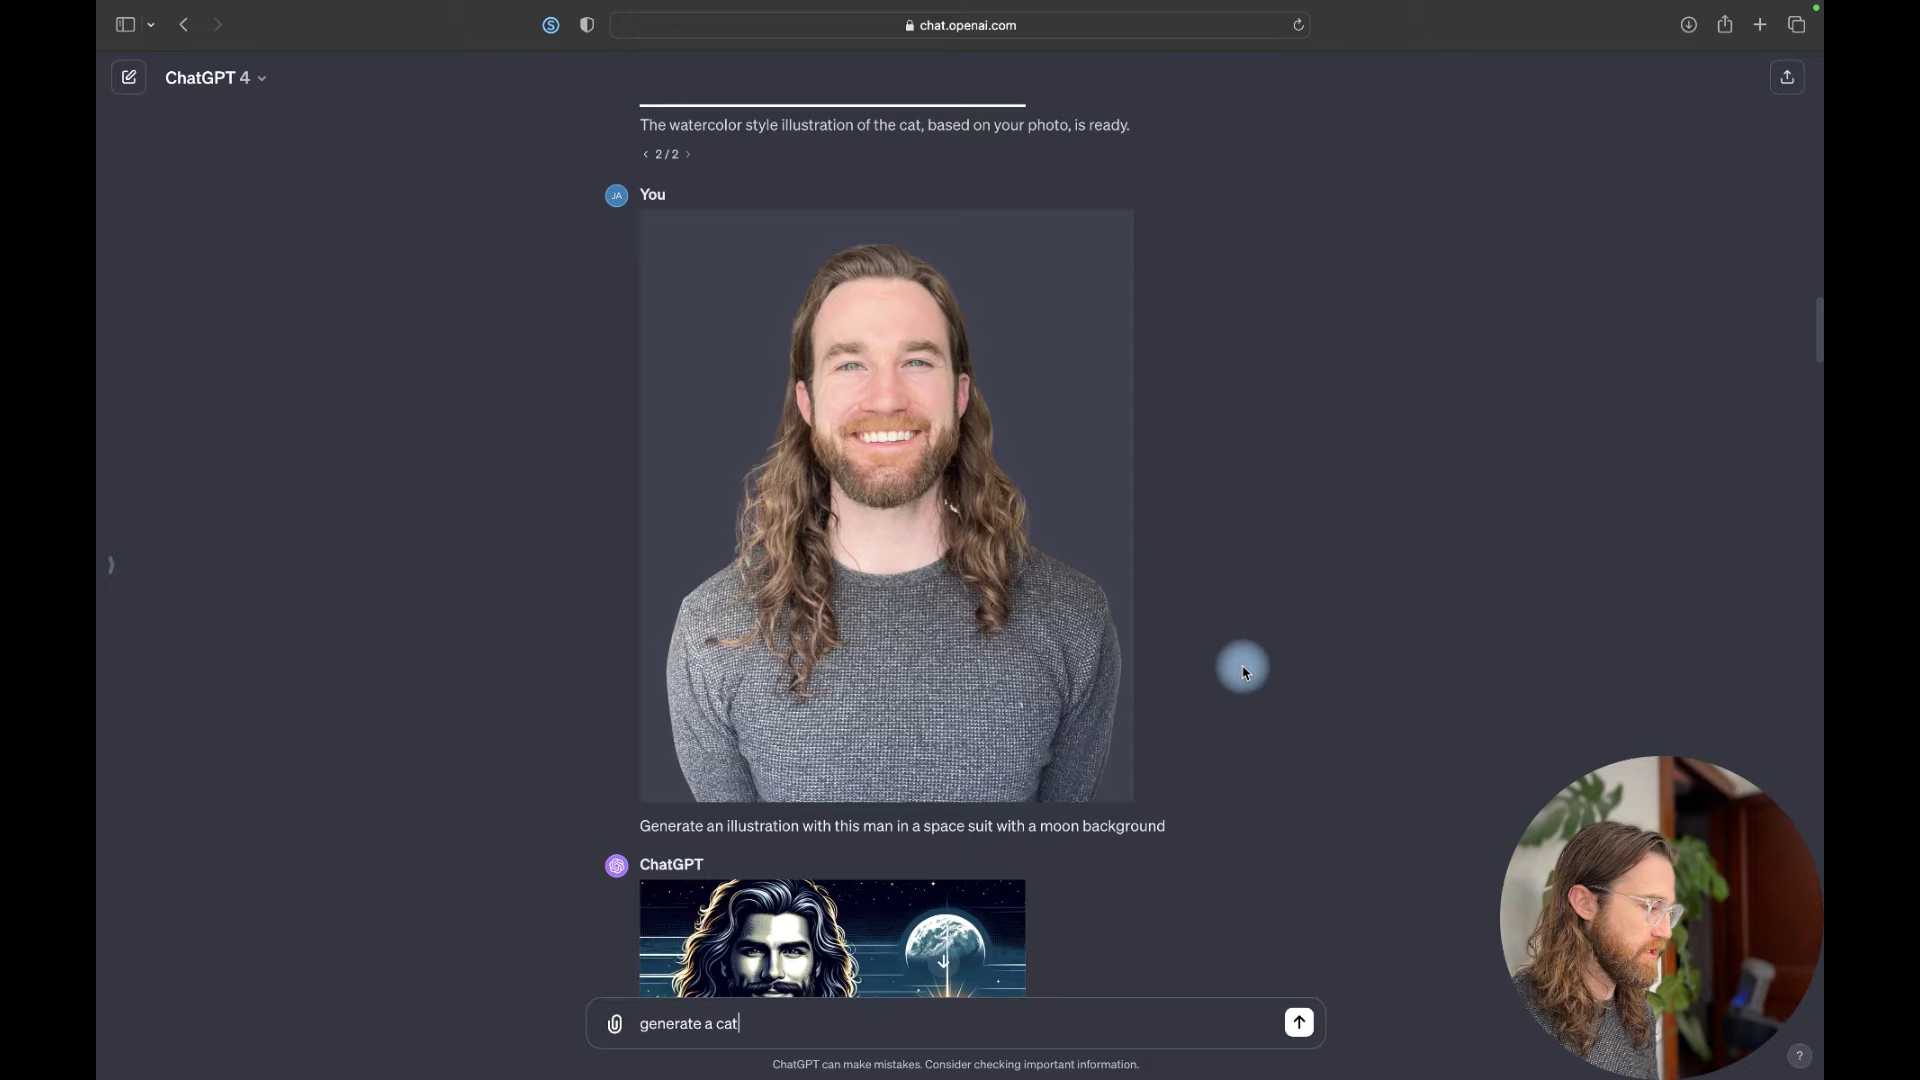 chat.openai.com
ChatGPT 4
The watercolor style illustration of the cat, based on your photo, is ready.
< 2 / 2 >
JA
You
Generate an illustration with this man in a space suit with a moon background
ChatGPT
generate a cat
ChatGPT can make mistakes. Consider checking important information.
?